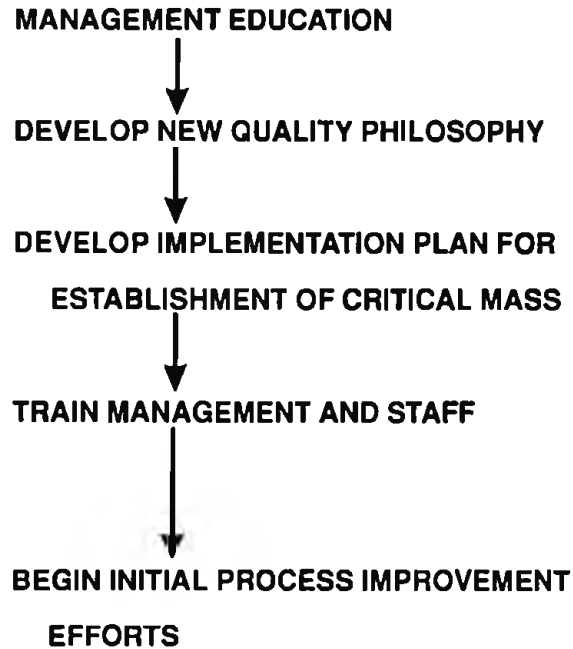 MANAGEMENT EDUCATION
DEVELOP NEW QUALITY PHILOSOPHY
DEVELOP IMPLEMENTATION PLAN FOR
ESTABLISHMENT OF CRITICAL MASS
TRAIN MANAGEMENT AND STAFF
BEGIN INITIAL PROCESS IMPROVEMENT
EFFORTS